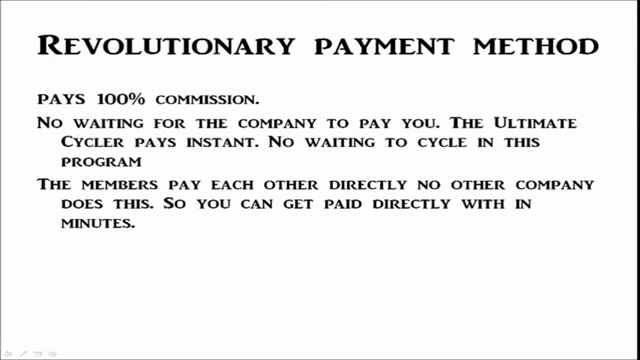 Revolutionary payment method
pays 100% commission.
No waiting for the company to pay you. The Ultimate
Cycler pays instant. No waiting to cycle in this
program
The members pay each other directly no other company
does this. So you can get paid directly with in
minutes.